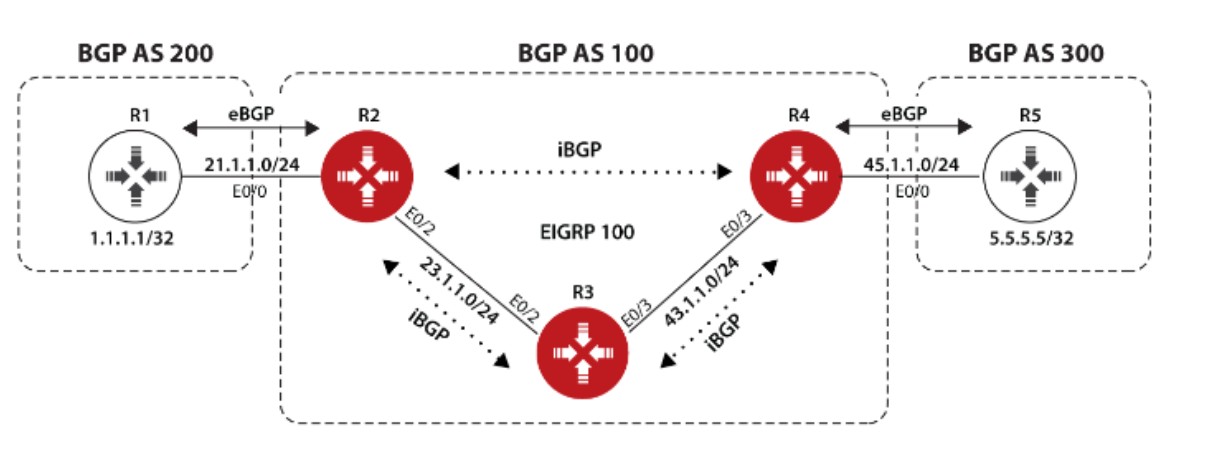 BGP AS 200
BGP AS 100
BGP AS 300
R1
eBGP
R2
R4
eBGP
R5
iBGP
21.1.1.0/24
45.1.1.0/24
E0/0
E0/0
1.1.1.1/32
E0/2
EIGRP 100
E0/3
5.5.5.5/32
23.1.1.0/24
43.1.1.0/24
R3
E0/2
E0/3
iBGP
iBGP